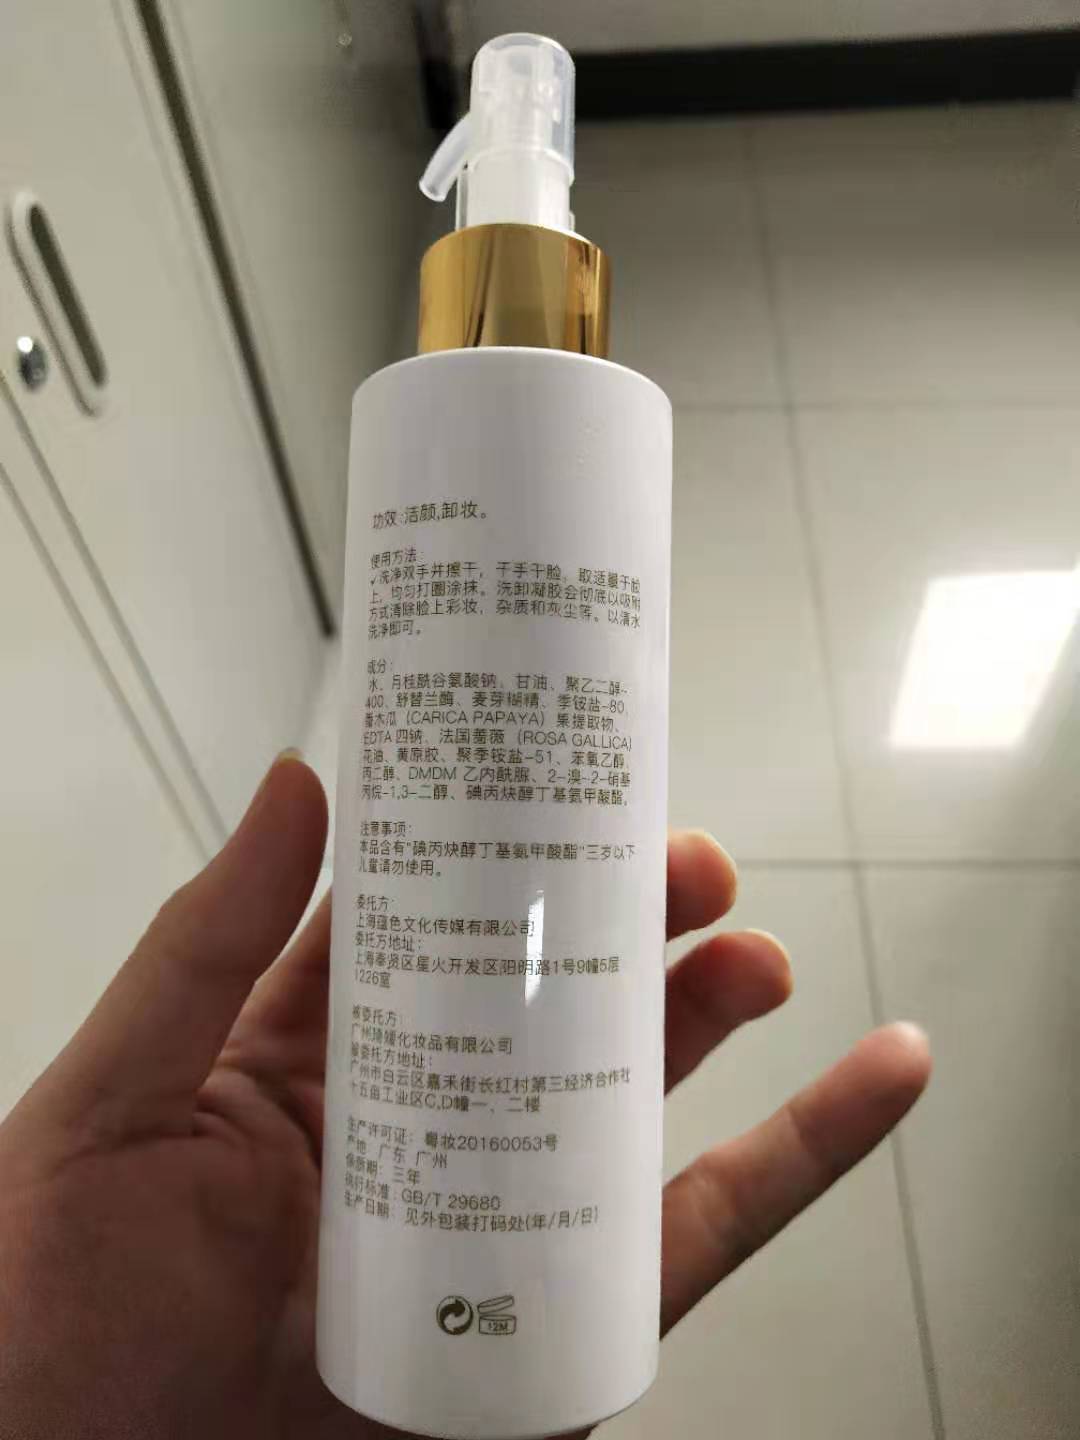 功效:洁颜,卸妆。
使用方法:
✓洗净双手并擦干，干手干脸，取适量于脸
上，均匀打圈涂抹。洗卸凝胶会彻底以吸附
方式清除脸上彩妆，杂质和灰尘等。以清水
洗净即可。
成分:
水、月桂酰谷氨酸钠、甘油、聚乙二醇-
400、舒替兰酶、麦芽糊精、季铵盐-80、
番木瓜（CARICA PAPAYA）果提取物、
EDTA 四钠、法国蔷薇（ROSA GALLICA）
花油、黄原胶、聚季铵盐-51、苯氧乙醇、
丙二醇、DMDM 乙内酰脲、2-溴-2-硝基
丙烷-1,3-二醇、碘丙炔醇丁基氨甲酸酯。
注意事项:
本品含有"碘丙炔醇丁基氨甲酸酯"三岁以下
儿童请勿使用。
委托方:
上海蕴色文化传媒有限公司
委托方地址:
上海奉贤区星火开发区阳明路1号9幢5层
1226室
被委托方:
广州琦媛化妆品有限公司
被委托方地址:
广州市白云区嘉禾街长红村第三经济合作社
十五亩工业区C,D幢一、二楼
生产许可证: 粤妆20160053号
产地: 广东 广州
保质期: 三年
执行标准: GB/T 29680
生产日期: 见外包装打码处(年/月/日)
12M